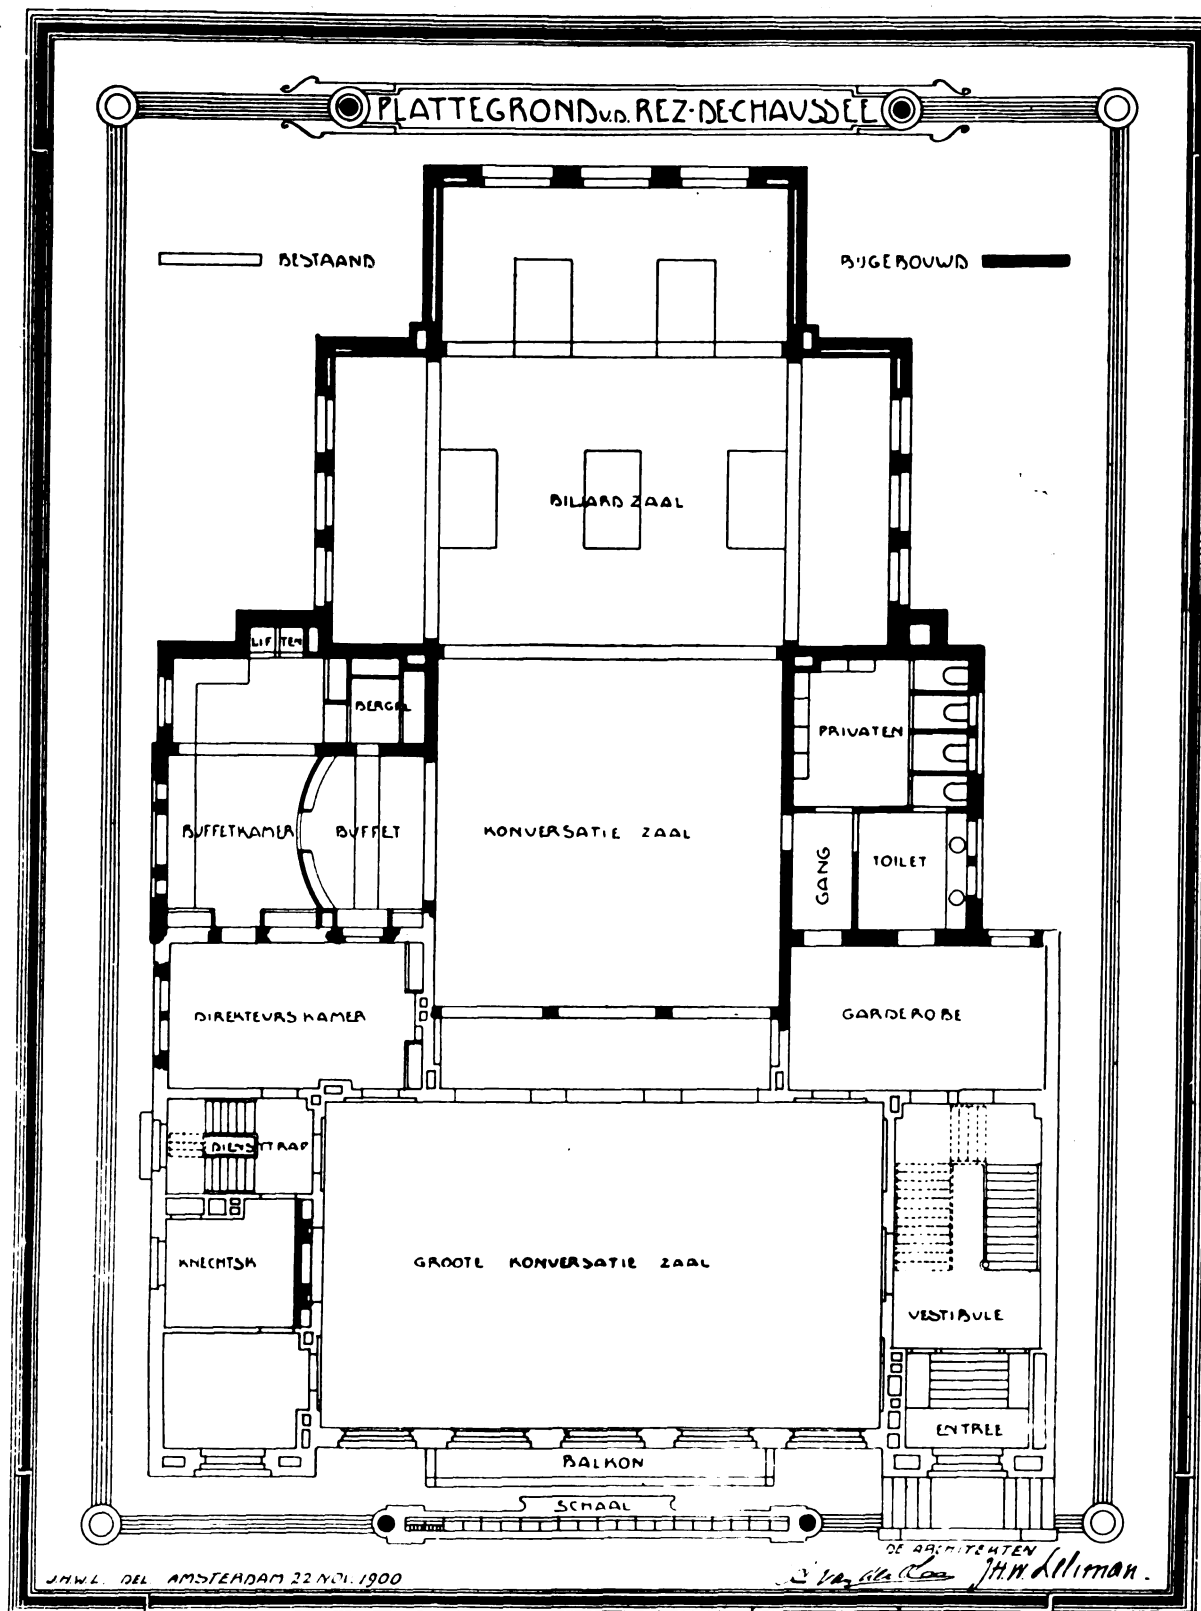 PLATTEGROND V.D. REZ-DE-CHAUSSEE
BESTAAND
BIJGEBOUWD
BILJARD ZAAL
LIFTEN
BERGPL
PRIVATEN
BUFFETKAMER
BUFFET
KONVERSATIE ZAAL
GANG
TOILET
DIREKTEURS KAMER
GARDEROBE
DIENSTTRAP
KNECHTSK
GROOTE KONVERSATIE ZAAL
VESTIBULE
ENTREE
BALKON
SCHAAL
DE ARCHITEKTEN
J.H.W. Leliman.
J.H.W.L. DEL AMSTERDAM 22 NOV. 1900